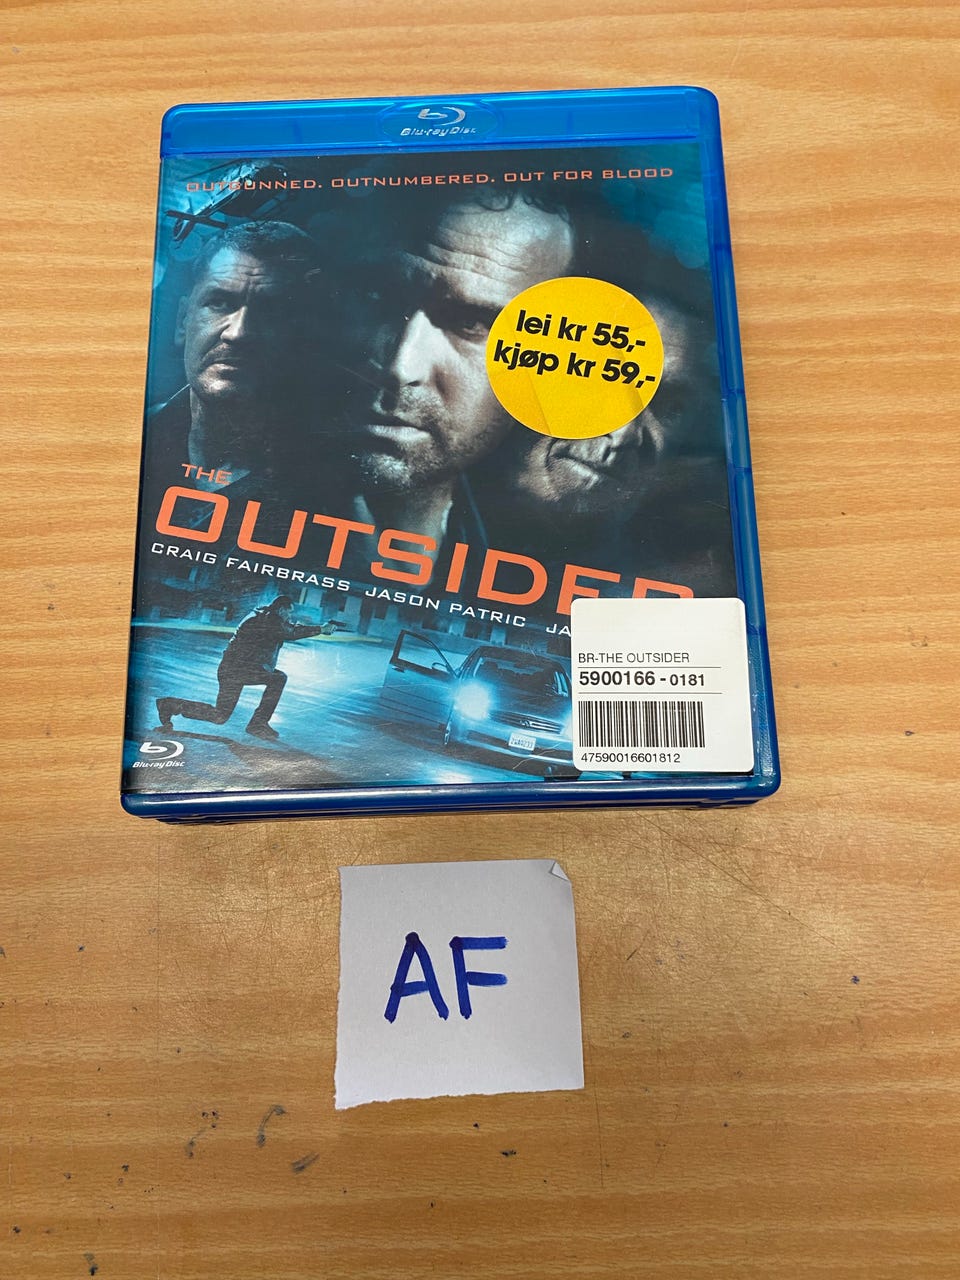 Blu-ray Disc
OUTGUNNED. OUTNUMBERED. OUT FOR BLOOD
lei kr 55,-
kjøp kr 59,-
THE
OUTSIDER
CRAIG FAIRBRASS JASON PATRIC JA
BR-THE OUTSIDER
5900166 - 0181
47590016601812
Blu-ray Disc
AF